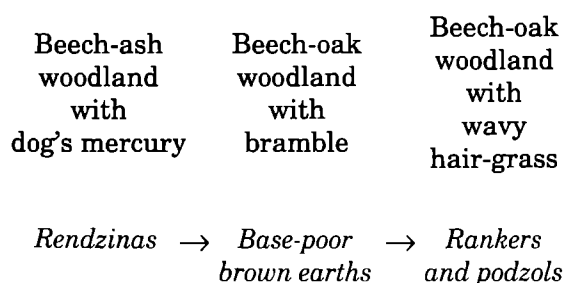 Beech-ash
woodland
with
dog's mercury
Beech-oak
woodland
with
bramble
Beech-oak
woodland
with
wavy
hair-grass
Rendzinas → Base-poor → Rankers
brown earths and podzols